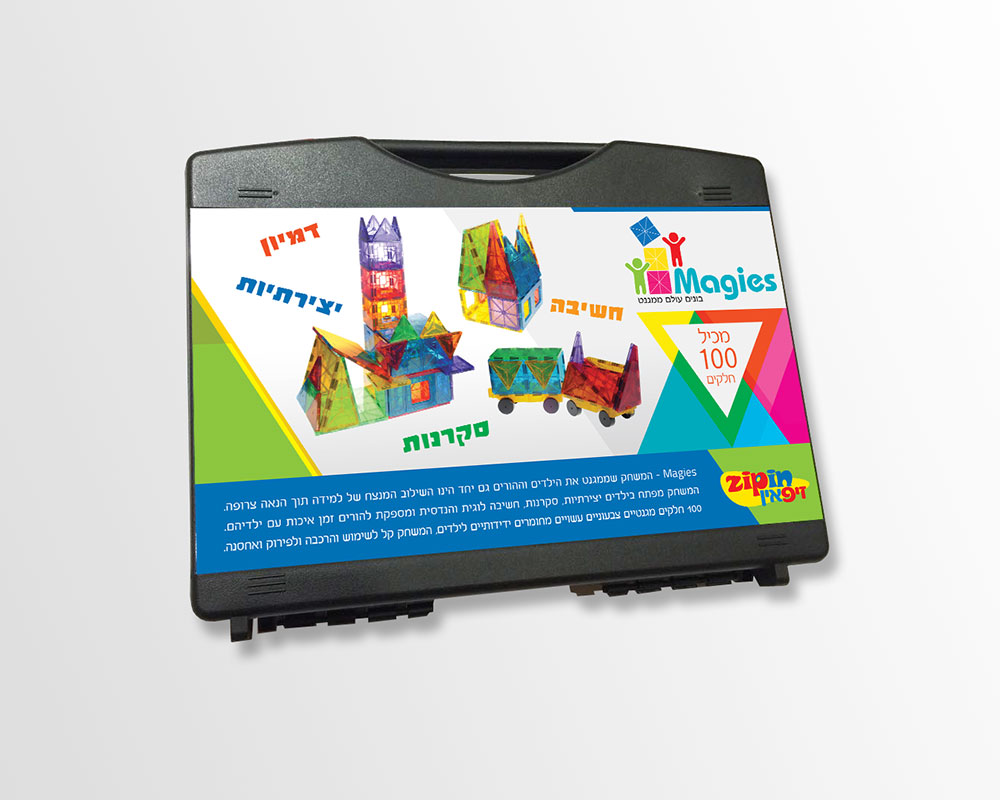 דמיון
יצירתיות
חשיבה
סקרנות
Magies
בונים עולם ממגנט
מכיל
100
חלקים
Magies - המשחק שממגנט את הילדים וההורים גם יחד הינו השילוב המנצח של למידה תוך הנאה צרופה.
המשחק מפתח בילדים יצירתיות, סקרנות, חשיבה לוגית והנדסית ומספקת להורים זמן איכות עם ילדיהם.
100 חלקים מגנטיים צבעוניים עשויים מחומרים ידידותיים לילדים, המשחק קל לשימוש והרכבה ולפירוק ואחסנה.
zipin
זיפאין